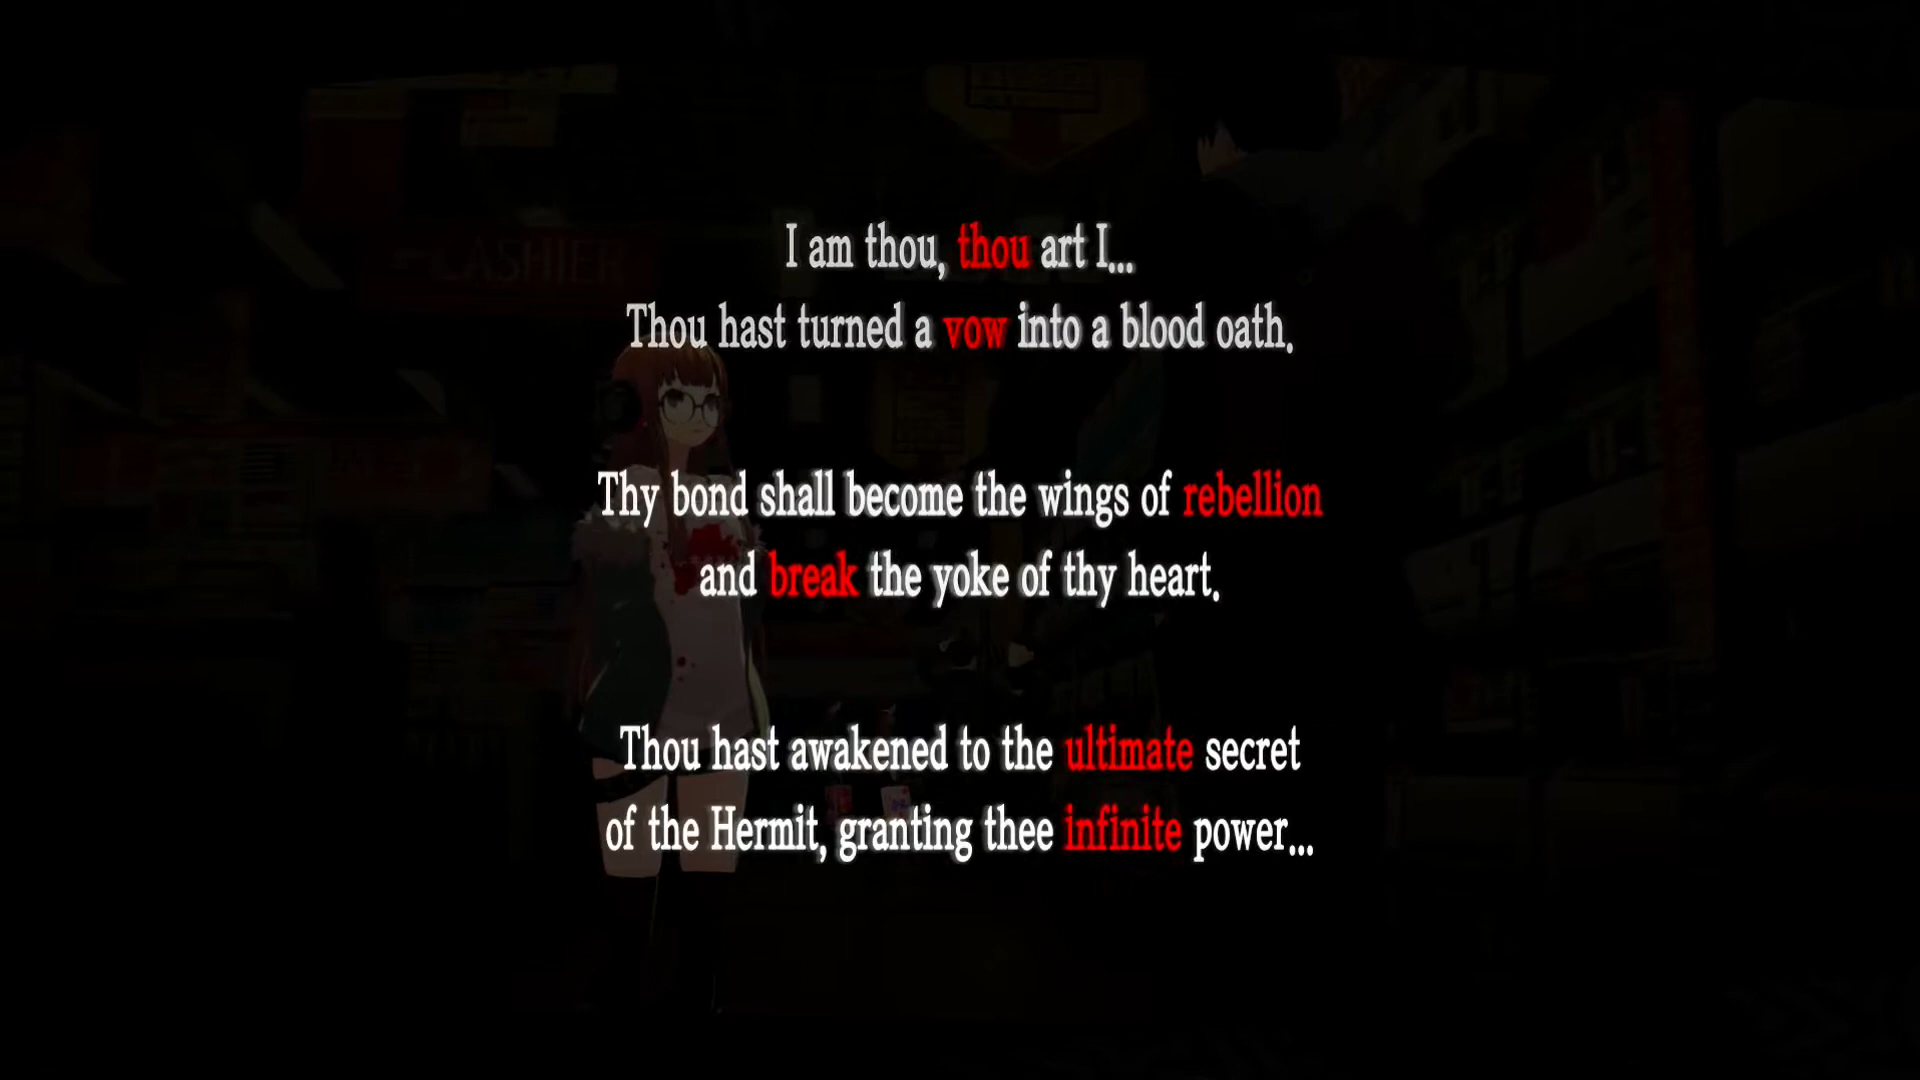 CASHIER
I am thou, thou art I...
Thou hast turned a vow into a blood oath.
Thy bond shall become the wings of rebellion
and break the yoke of thy heart.
Thou hast awakened to the ultimate secret
of the Hermit, granting thee infinite power...